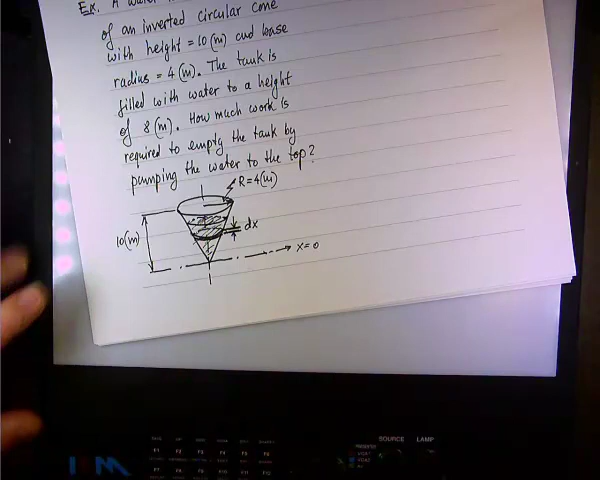 Ex. A water
of an inverted circular cone
with height = 10 (m) and base
radius = 4 (m). The tank is
filled with water to a height
of 8 (m). How much work is
required to empty the tank by
pumping the water to the top?
R = 4 (m)
10 (m)
dx
x = 0
SOURCE LAMP
IBM